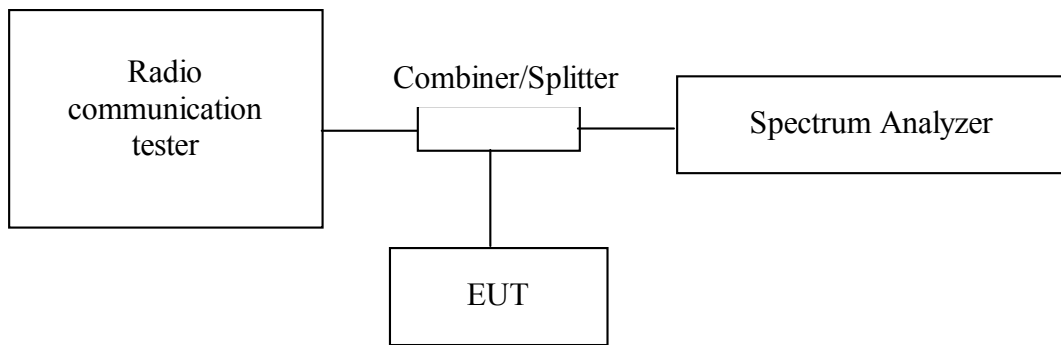 Radio
communication
tester
Combiner/Splitter
Spectrum Analyzer
EUT